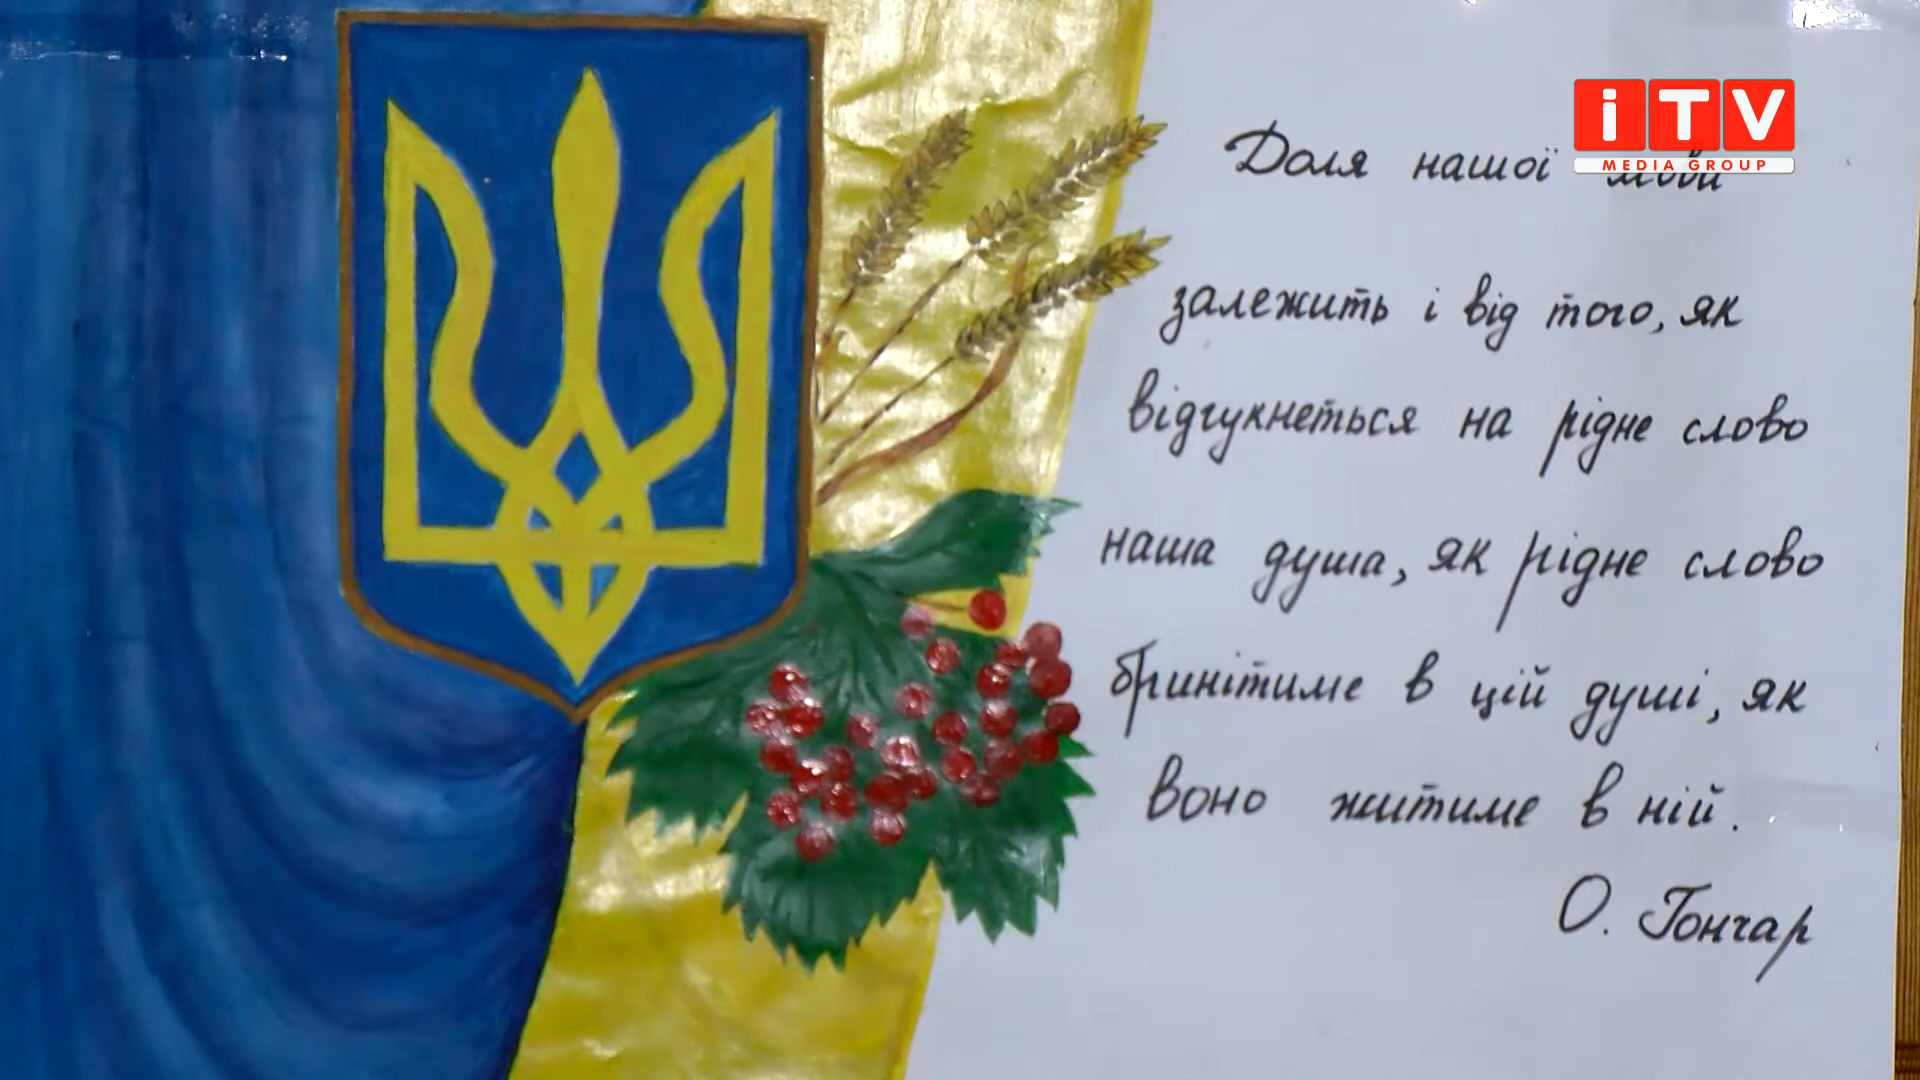 iTV
MEDIA GROUP
Доля нашої мови
залежить і від того, як
відгукнеться на рідне слово
наша душа, як рідне слово
бринітиме в цій душі, як
воно житиме в ній.
О. Гончар